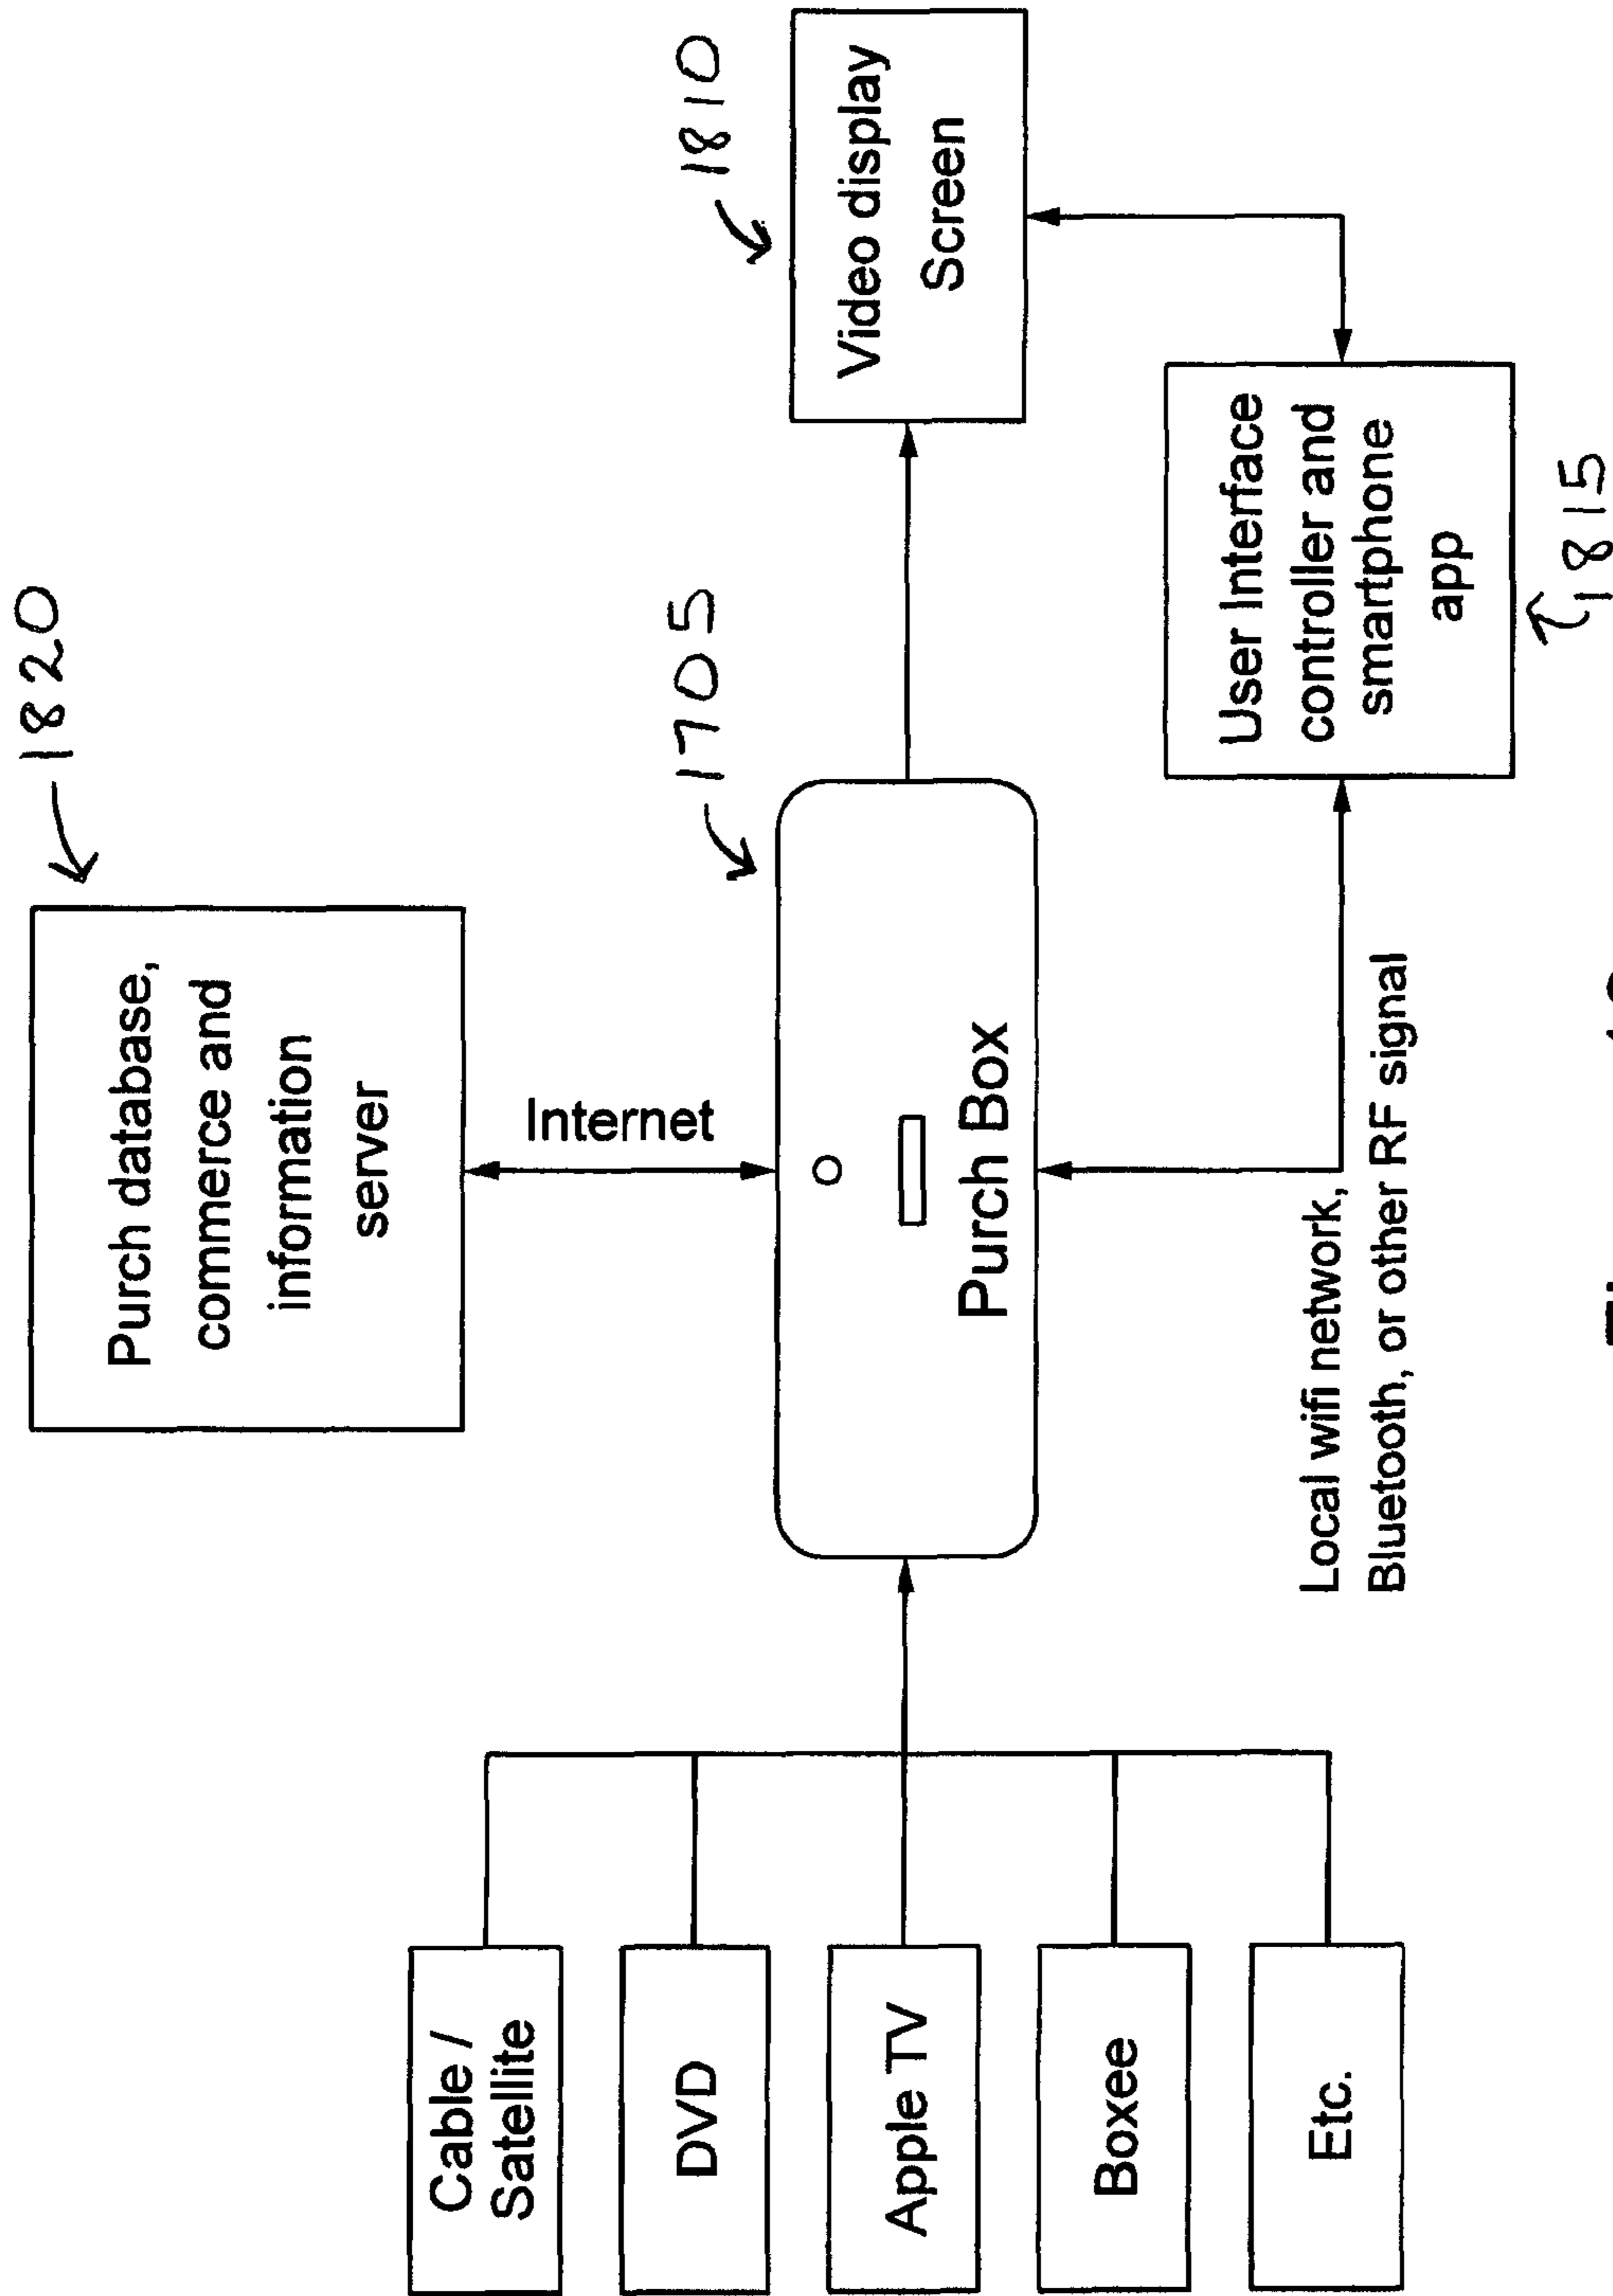 1820
Purch database,
commerce and
information
server
Internet
1705
1810
Video display
Screen
Cable /
Satellite
DVD
Apple TV
Boxee
Etc.
Purch Box
Local wifi network,
Bluetooth, or other RF signal
User Interface
controller and
smartphone
app
1815